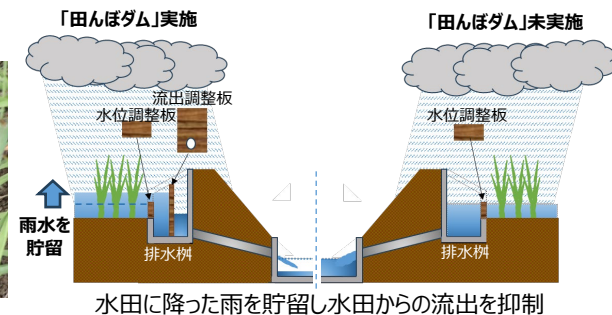 「田んぼダム」実施
「田んぼダム」未実施
流出調整板
水位調整板
水位調整板
雨水を
貯留
排水桝
排水桝
水田に降った雨を貯留し水田からの流出を抑制